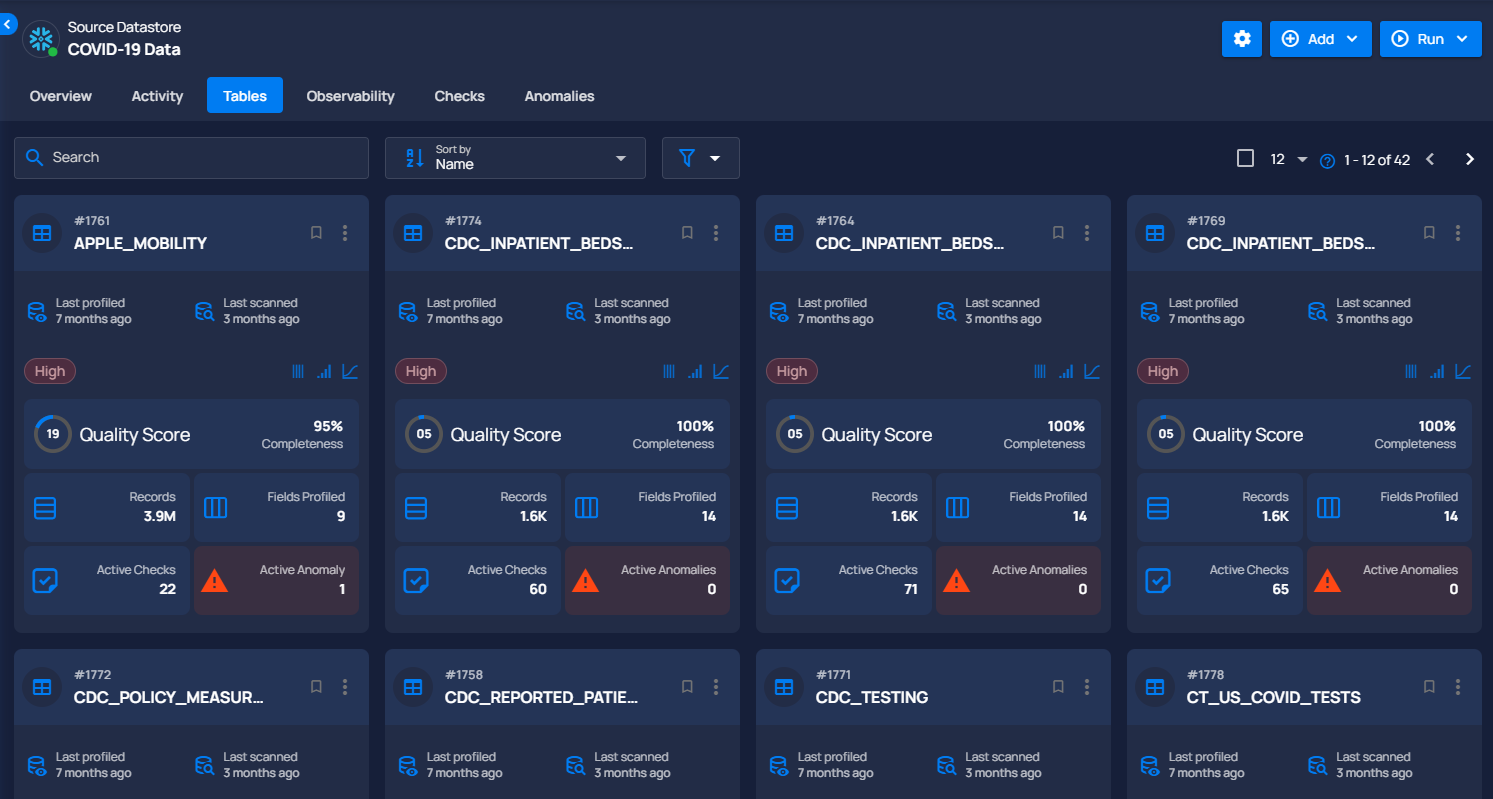 Source Datastore
COVID-19 Data
Add
Run
Overview
Activity
Tables
Observability
Checks
Anomalies
Search
Sort by
Name
12
1 - 12 of 42
#1761
APPLE_MOBILITY
Last profiled
7 months ago
Last scanned
3 months ago
High
19
Quality Score
95%
Completeness
Records
3.9M
Fields Profiled
9
Active Checks
22
Active Anomaly
1
#1774
CDC_INPATIENT_BEDS...
Last profiled
7 months ago
Last scanned
3 months ago
High
05
Quality Score
100%
Completeness
Records
1.6K
Fields Profiled
14
Active Checks
60
Active Anomalies
0
#1764
CDC_INPATIENT_BEDS...
Last profiled
7 months ago
Last scanned
3 months ago
High
05
Quality Score
100%
Completeness
Records
1.6K
Fields Profiled
14
Active Checks
71
Active Anomalies
0
#1769
CDC_INPATIENT_BEDS...
Last profiled
7 months ago
Last scanned
3 months ago
High
05
Quality Score
100%
Completeness
Records
1.6K
Fields Profiled
14
Active Checks
65
Active Anomalies
0
#1772
CDC_POLICY_MEASUR...
Last profiled
7 months ago
Last scanned
3 months ago
#1758
CDC_REPORTED_PATIE...
Last profiled
7 months ago
Last scanned
3 months ago
#1771
CDC_TESTING
Last profiled
7 months ago
Last scanned
3 months ago
#1778
CT_US_COVID_TESTS
Last profiled
7 months ago
Last scanned
3 months ago